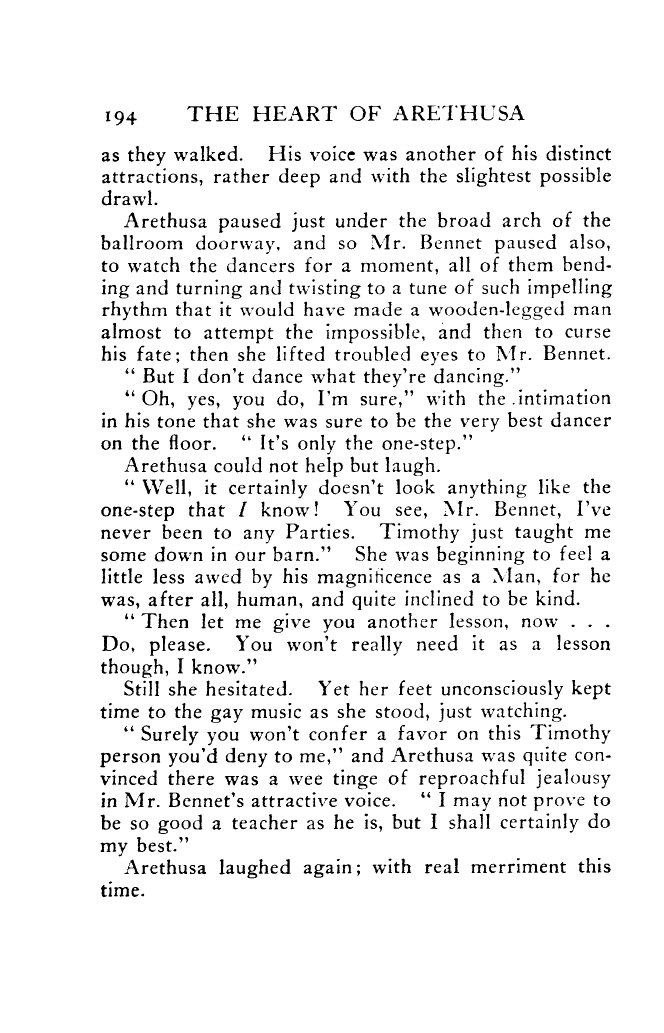 194 THE HEART OF ARETHUSA
as they walked. His voice was another of his distinct
attractions, rather deep and with the slightest possible
drawl.
Arethusa paused just under the broad arch of the
ballroom doorway, and so Mr. Bennet paused also,
to watch the dancers for a moment, all of them bend-
ing and turning and twisting to a tune of such impelling
rhythm that it would have made a wooden-legged man
almost to attempt the impossible, and then to curse
his fate; then she lifted troubled eyes to Mr. Bennet.
" But I don't dance what they're dancing."
" Oh, yes, you do, I'm sure," with the .intimation
in his tone that she was sure to be the very best dancer
on the floor. " It's only the one-step."
Arethusa could not help but laugh.
" Well, it certainly doesn't look anything like the
one-step that I know! You see, Mr. Bennet, I've
never been to any Parties. Timothy just taught me
some down in our barn." She was beginning to feel a
little less awed by his magnificence as a Man, for he
was, after all, human, and quite inclined to be kind.
" Then let me give you another lesson, now . . .
Do, please. You won't really need it as a lesson
though, I know."
Still she hesitated. Yet her feet unconsciously kept
time to the gay music as she stood, just watching.
" Surely you won't confer a favor on this Timothy
person you'd deny to me," and Arethusa was quite con-
vinced there was a wee tinge of reproachful jealousy
in Mr. Bennet's attractive voice. " I may not prove to
be so good a teacher as he is, but I shall certainly do
my best."
Arethusa laughed again; with real merriment this
time.